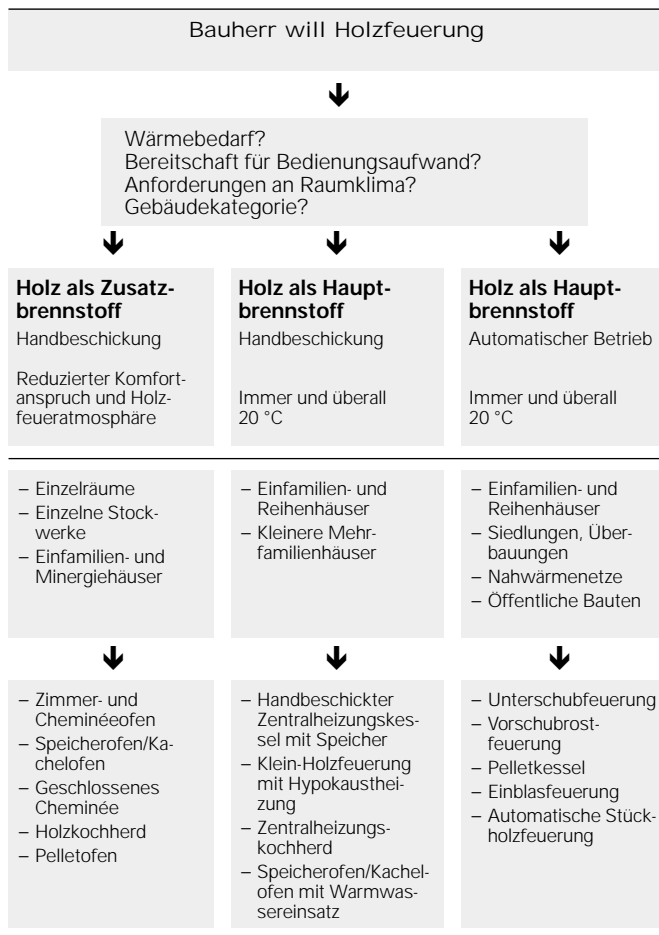 Bauherr will Holzfeuerung
Wärmebedarf?
Bereitschaft für Bedienungsaufwand?
Anforderungen an Raumklima?
Gebäudekategorie?
Holz als Zusatz-
brennstoff
Handbeschickung
Reduzierter Komfort-
anspruch und Holz-
feueratmosphäre
Holz als Haupt-
brennstoff
Handbeschickung
Immer und überall
20 °C
Holz als Haupt-
brennstoff
Automatischer Betrieb
Immer und überall
20 °C
– Einzelräume
– Einzelne Stock-
werke
– Einfamilien- und
Minergiehäuser
– Einfamilien- und
Reihenhäuser
– Kleinere Mehr-
familienhäuser
– Einfamilien- und
Reihenhäuser
– Siedlungen, Über-
bauungen
– Nahwärmenetze
– Öffentliche Bauten
– Zimmer- und
Cheminéeofen
– Speicherofen/Ka-
chelofen
– Geschlossenes
Cheminée
– Holzkochherd
– Pelletofen
– Handbeschickter
Zentralheizungskes-
sel mit Speicher
– Klein-Holzfeuerung
mit Hypokausthei-
zung
– Zentralheizungs-
kochherd
– Speicherofen/Kachel-
ofen mit Warmwas-
sereinsatz
– Unterschubfeuerung
– Vorschubrost-
feuerung
– Pelletkessel
– Einblasfeuerung
– Automatische Stück-
holzfeuerung